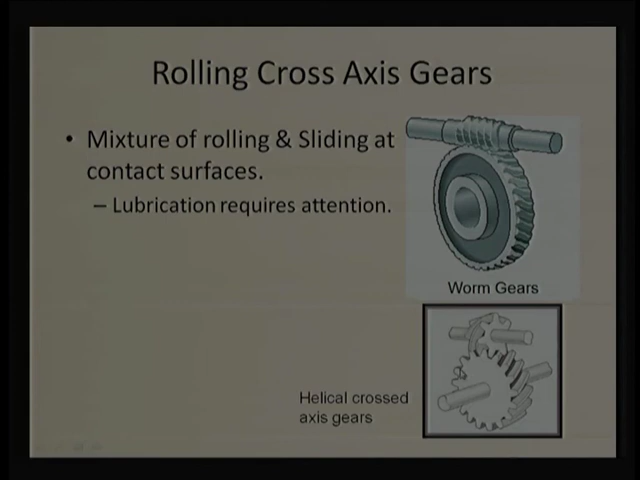 Rolling Cross Axis Gears
• Mixture of rolling & Sliding at
contact surfaces.
– Lubrication requires attention.
Worm Gears
Helical crossed
axis gears